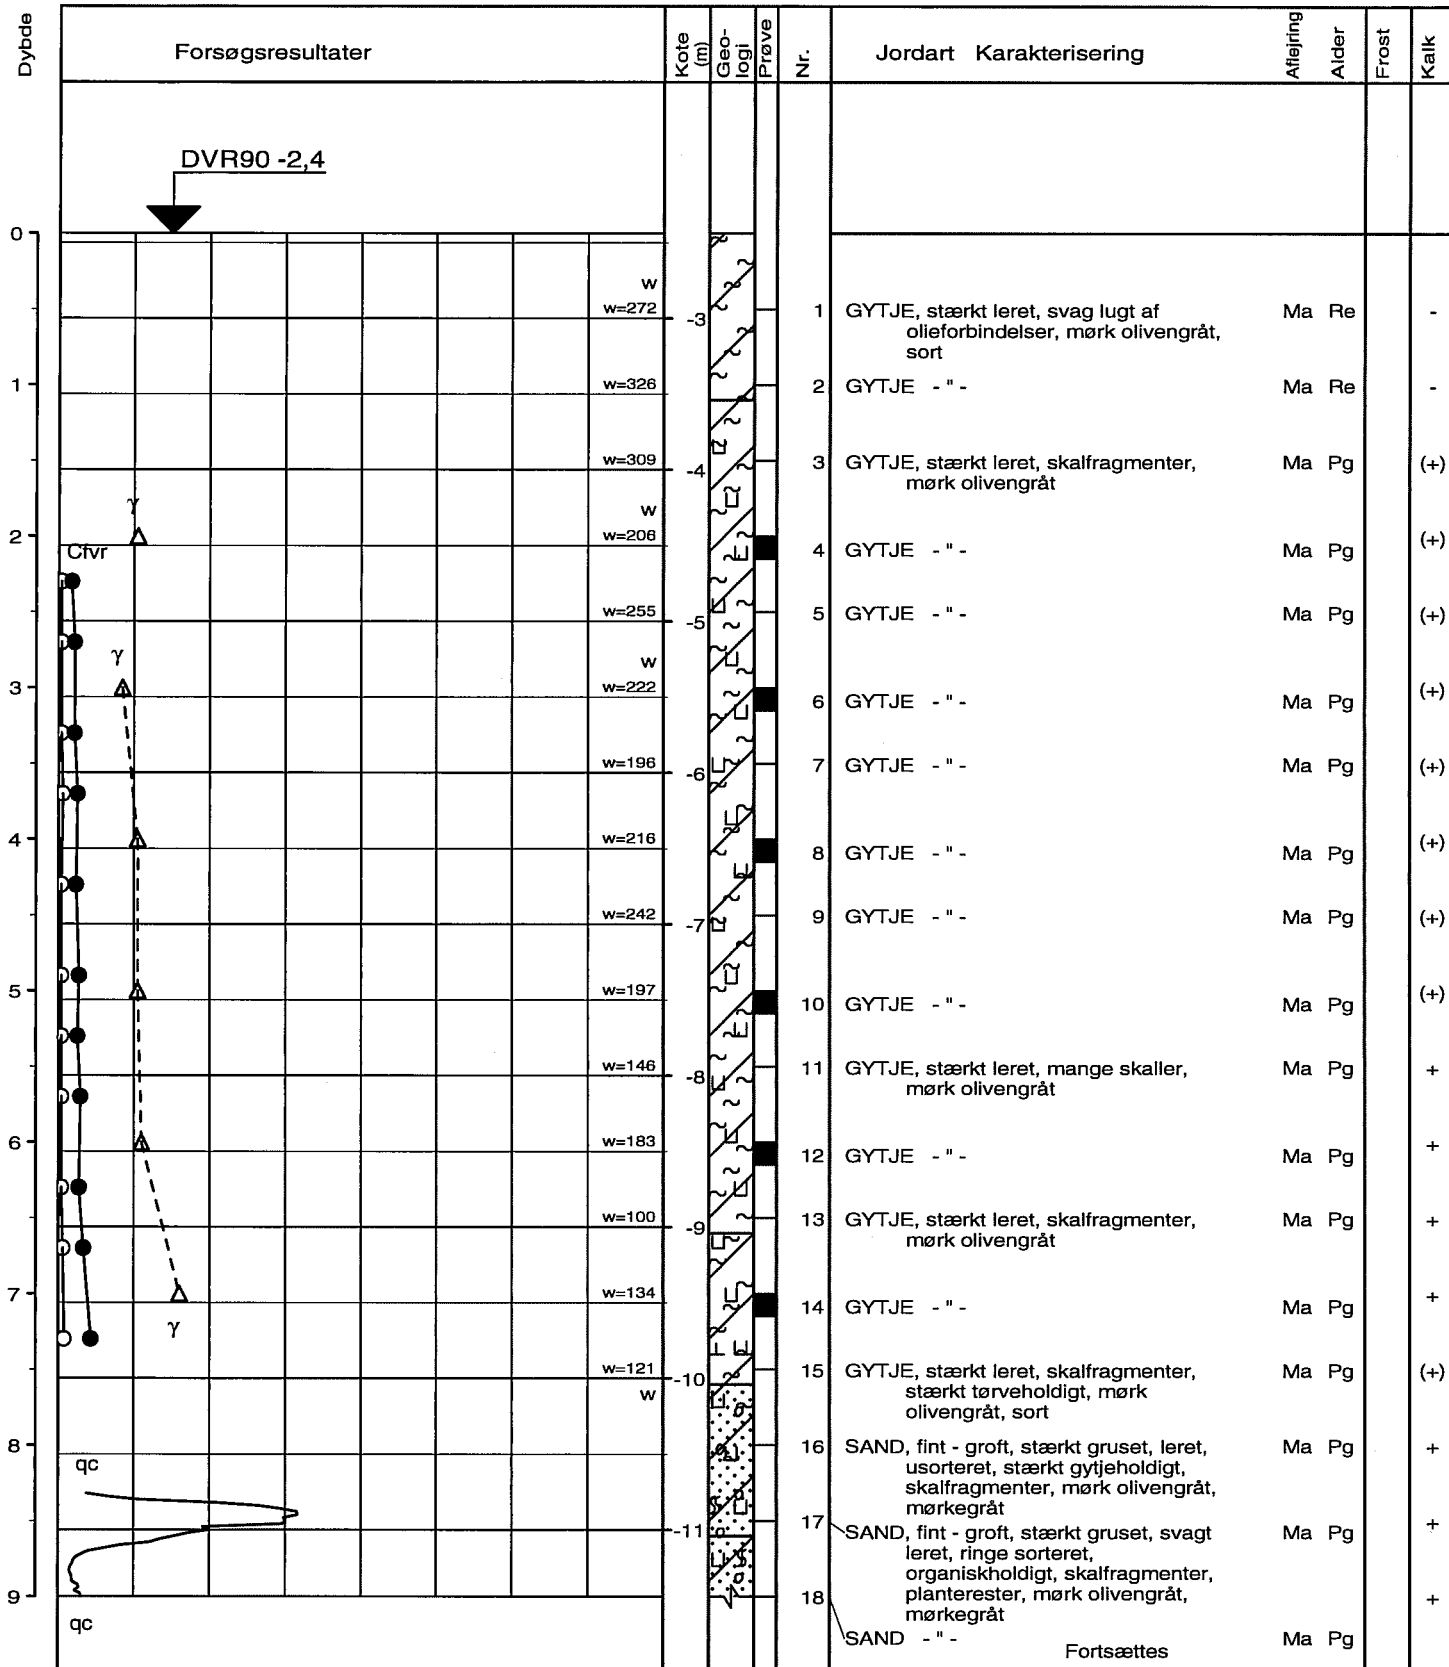 Dybde
Forsøgsresultater
Kote (m)
Geo-logi
Prøve
Nr.
Jordart Karakterisering
Aflejring
Alder
Frost
Kalk
DVR90 -2,4
0
w
w=272
-3
1 GYTJE, stærkt leret, svag lugt af Ma Re -
olieforbindelser, mørk olivengråt,
sort
1 w=326 2 GYTJE - " - Ma Re -
w=309 -4 3 GYTJE, stærkt leret, skalfragmenter, Ma Pg (+)
mørk olivengråt
γ
w
2 w=206 4 GYTJE - " - Ma Pg (+)
Cfvr
w=255 -5 5 GYTJE - " - Ma Pg (+)
γ
w
3 w=222 6 GYTJE - " - Ma Pg (+)
w=196 -6 7 GYTJE - " - Ma Pg (+)
4 w=216 8 GYTJE - " - Ma Pg (+)
w=242 -7 9 GYTJE - " - Ma Pg (+)
5 w=197 10 GYTJE - " - Ma Pg (+)
w=146 -8 11 GYTJE, stærkt leret, mange skaller, Ma Pg +
mørk olivengråt
6 w=183 12 GYTJE - " - Ma Pg +
w=100 -9 13 GYTJE, stærkt leret, skalfragmenter, Ma Pg +
mørk olivengråt
7 w=134 14 GYTJE - " - Ma Pg +
γ
w=121 -10 15 GYTJE, stærkt leret, skalfragmenter, Ma Pg (+)
w
stærkt tørveholdigt, mørk
olivengråt, sort
8 16 SAND, fint - groft, stærkt gruset, leret, Ma Pg +
qc
usorteret, stærkt gytjeholdigt,
skalfragmenter, mørk olivengråt,
mørkegråt
-11 17 SAND, fint - groft, stærkt gruset, svagt Ma Pg +
leret, ringe sorteret,
organiskholdigt, skalfragmenter,
planterester, mørk olivengråt,
mørkegråt
9 18 SAND - " - Ma Pg +
qc
Fortsættes